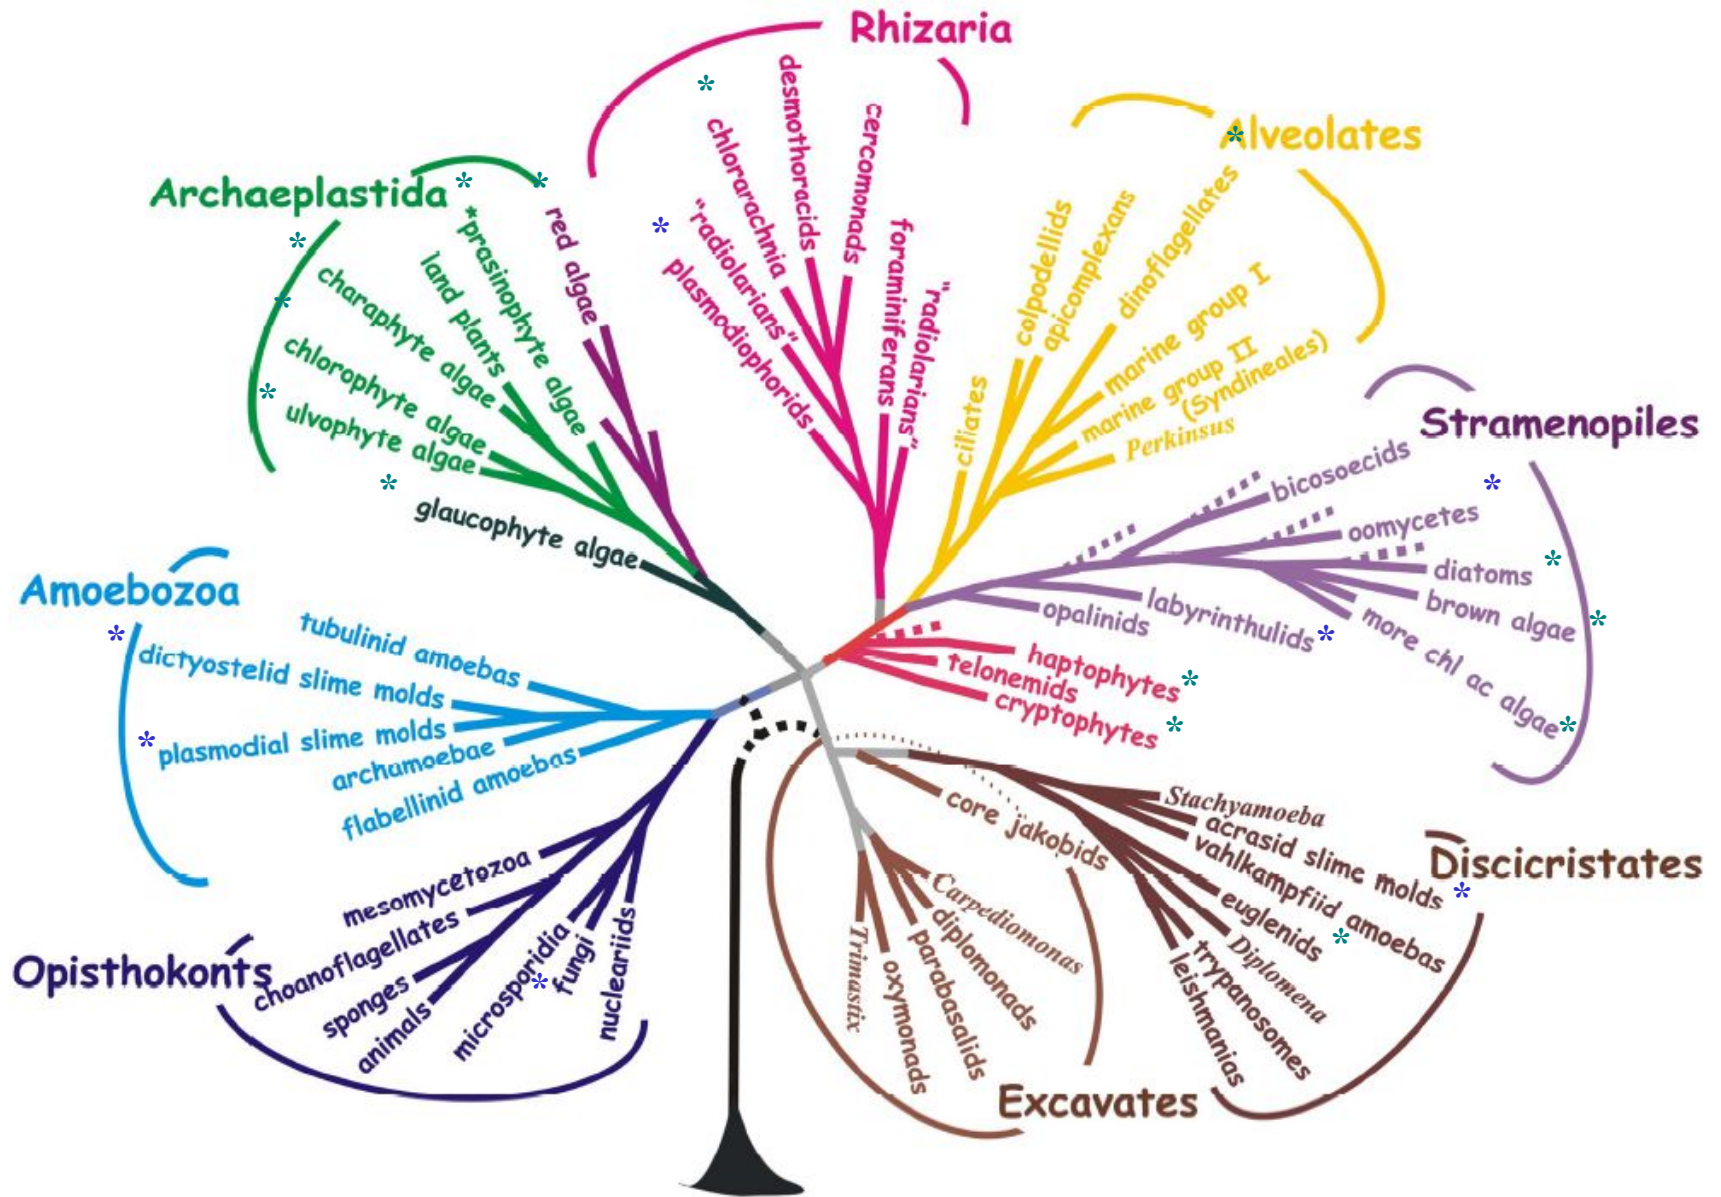 Rhizaria
desmothoracids
cercomonads
chlorarachnia
"radiolarians"
plasmodiophorids
foraminiferans
"radiolarians"
Alveolates
colpodellids
apicomplexans
dinoflagellates
ciliates
marine group I
marine group II
(Syndineales)
Perkinsus
Archaeplastida
red algae
*prasinophyte algae
land plants
charaphyte algae
chlorophyte algae
ulvophyte algae
glaucophyte algae
Stramenopiles
bicosoecids
oomycetes
diatoms
brown algae
more chl ac algae
labyrinthulids
opalinids
haptophytes
telonemids
cryptophytes
Amoebozoa
tubulinid amoebas
dictyostelid slime molds
plasmodial slime molds
archamoebae
flabellinid amoebas
Opisthokonts
mesomycetozoa
choanoflagellates
sponges
animals
microsporidia
fungi
nucleariids
Discicristates
Stachyamoeba
acrasid slime molds
vahlkampfiid amoebas
euglenids
Diplomena
trypanosomes
leishmanias
core jakobids
Excavates
Carpediomonas
diplomonads
parabasalids
oxymonads
Trimastix